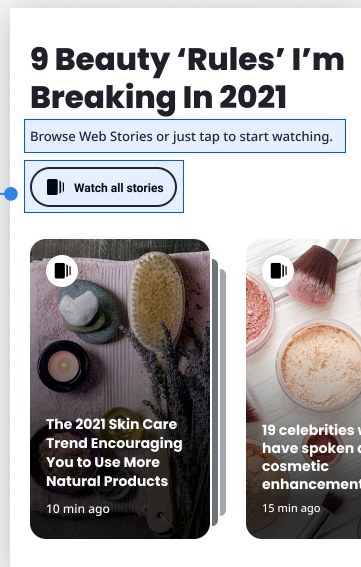 9 Beauty ‘Rules’ I’m
Breaking In 2021
Browse Web Stories or just tap to start watching.
Watch all stories
The 2021 Skin Care
Trend Encouraging
You to Use More
Natural Products
10 min ago
19 celebrities
have spoken
cosmetic
enhancement
15 min ago